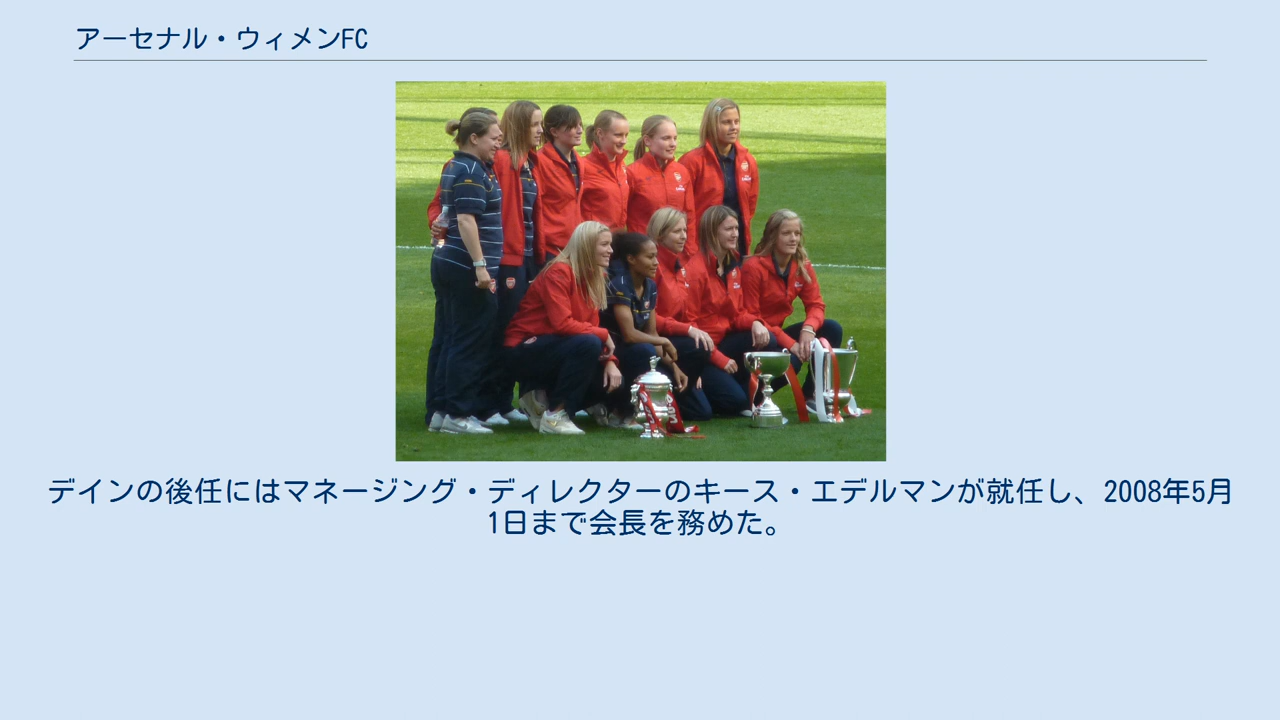 アーセナル・ウィメンFC
デインの後任にはマネージング・ディレクターのキース・エデルマンが就任し、2008年5月
1日まで会長を務めた。